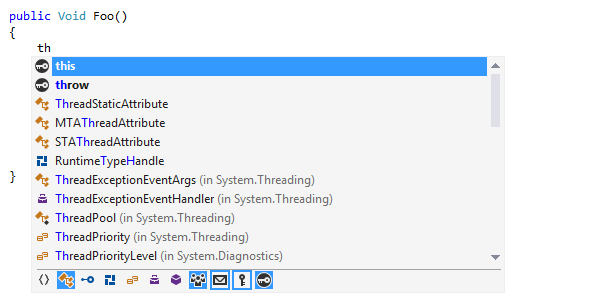 public Void Foo()
{
th
this
throw
ThreadStaticAttribute
MTAThreadAttribute
STAThreadAttribute
RuntimeTypeHandle
ThreadExceptionEventArgs (in System.Threading)
ThreadExceptionEventHandler (in System.Threading)
ThreadPool (in System.Threading)
ThreadPriority (in System.Threading)
ThreadPriorityLevel (in System.Diagnostics)
}